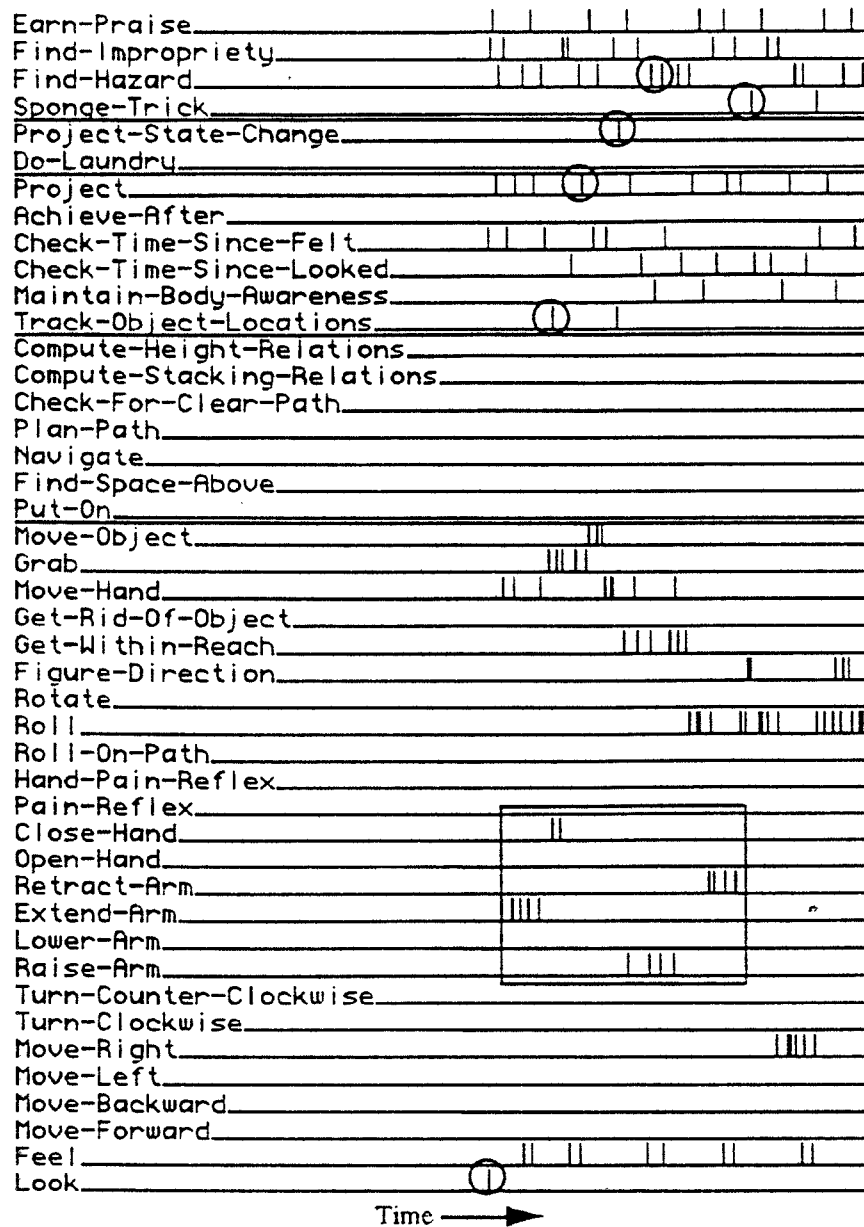 Earn-Praise
Find-Impropriety
Find-Hazard
Sponge-Trick
Project-State-Change
Do-Laundry
Project
Achieve-After
Check-Time-Since-Felt
Check-Time-Since-Looked
Maintain-Body-Awareness
Track-Object-Locations
Compute-Height-Relations
Compute-Stacking-Relations
Check-For-Clear-Path
Plan-Path
Navigate
Find-Space-Above
Put-On
Move-Object
Grab
Move-Hand
Get-Rid-Of-Object
Get-Within-Reach
Figure-Direction
Rotate
Roll
Roll-On-Path
Hand-Pain-Reflex
Pain-Reflex
Close-Hand
Open-Hand
Retract-Arm
Extend-Arm
Lower-Arm
Raise-Arm
Turn-Counter-Clockwise
Turn-Clockwise
Move-Right
Move-Left
Move-Backward
Move-Forward
Feel
Look
Time